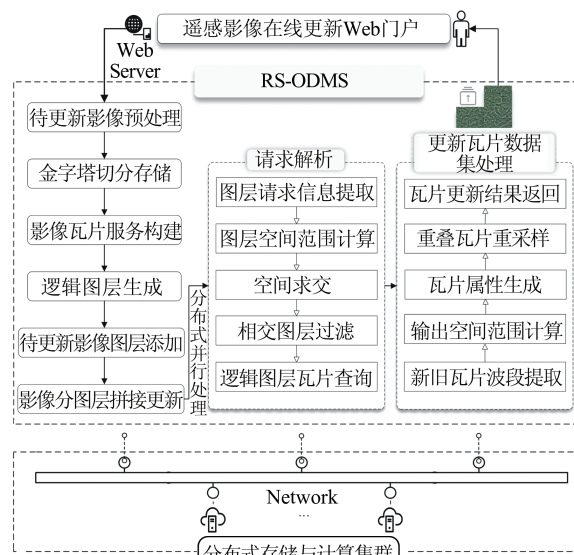 遥感影像在线更新Web门户
Web
Server
RS-ODMS
待更新影像预处理
金字塔切分存储
影像瓦片服务构建
逻辑图层生成
待更新影像图层添加
影像分图层拼接更新
分布式并行处理
请求解析
图层请求信息提取
图层空间范围计算
空间求交
相交图层过滤
逻辑图层瓦片查询
更新瓦片数据
集处理
瓦片更新结果返回
重叠瓦片重采样
瓦片属性生成
输出空间范围计算
新旧瓦片波段提取
Network
...
分布式存储与计算集群